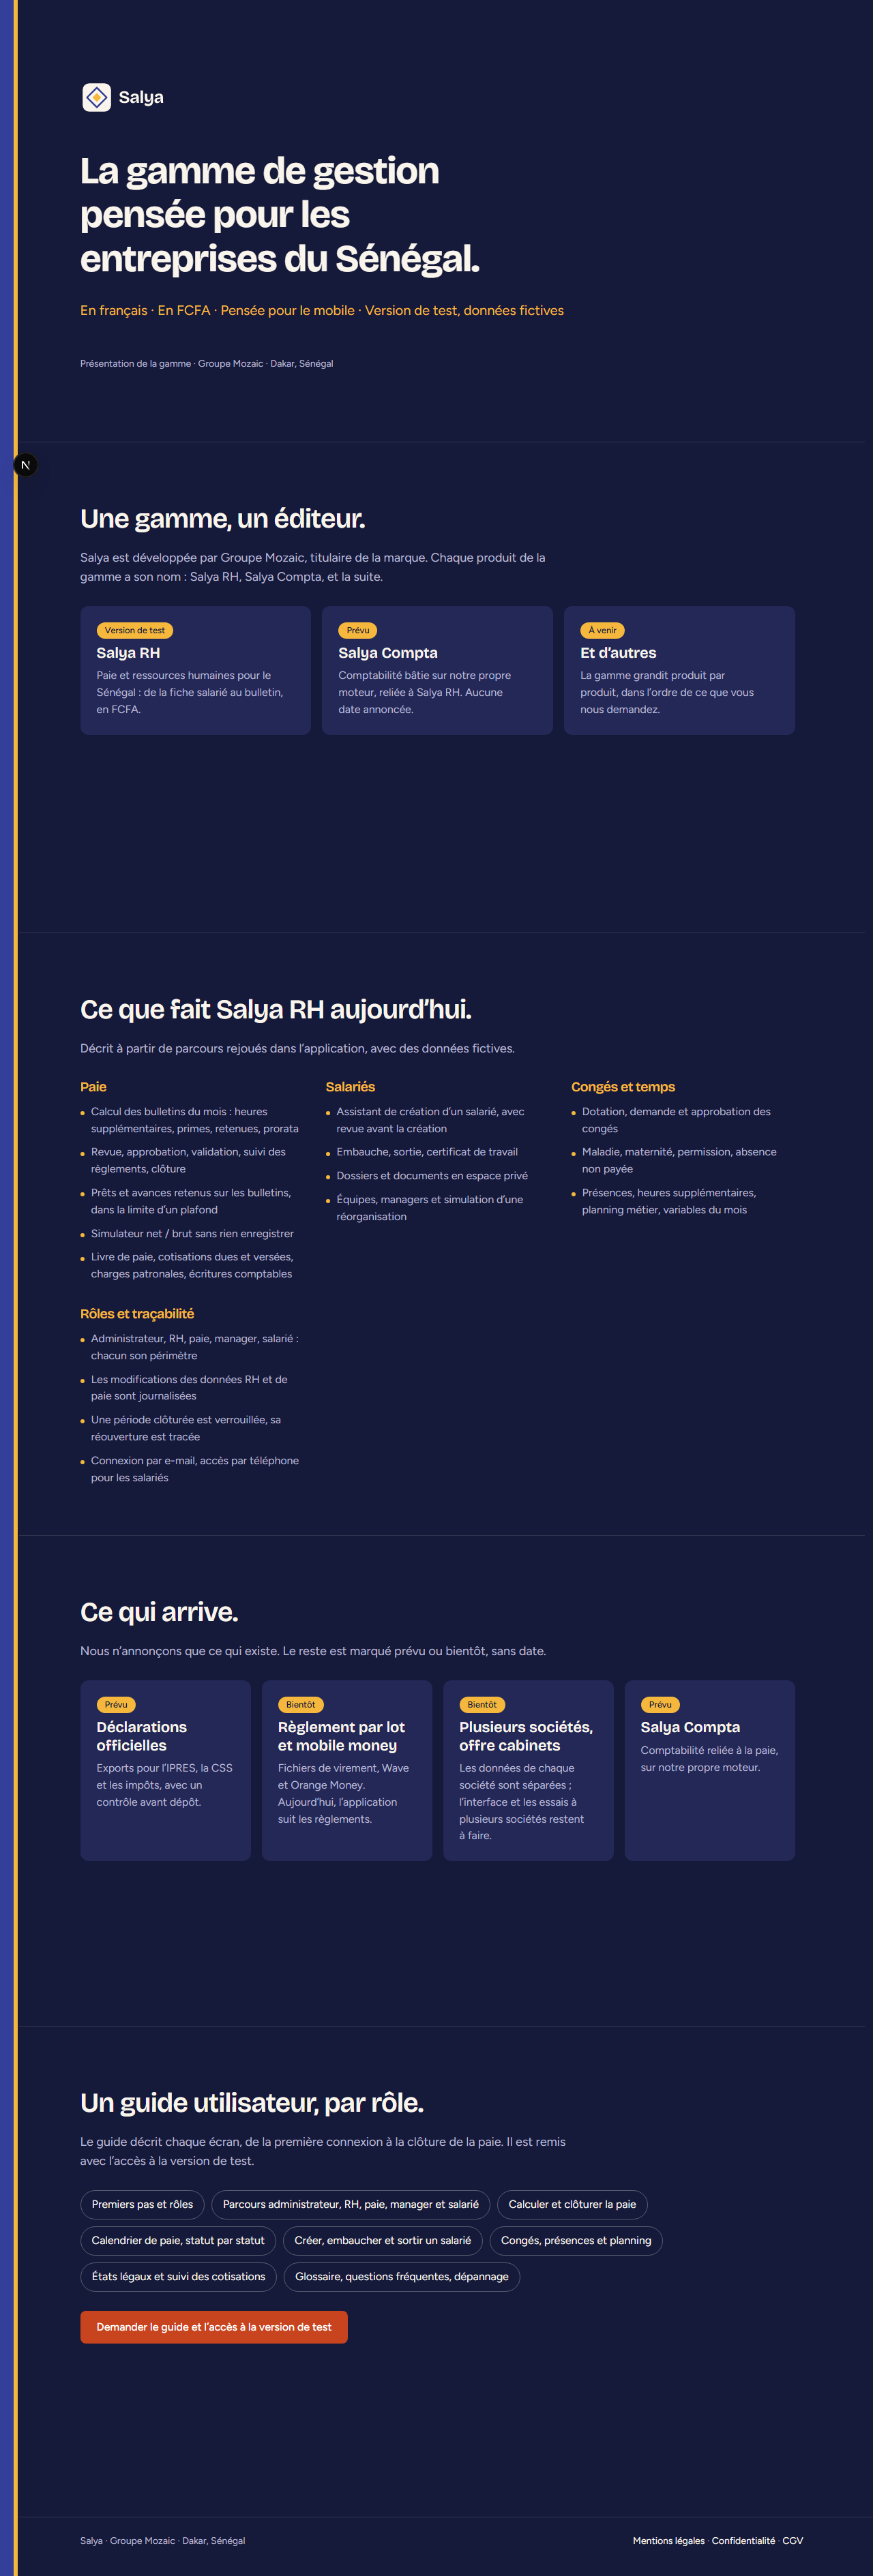 Salya
La gamme de gestion
pensée pour les
entreprises du Sénégal.
En français · En FCFA · Pensée pour le mobile · Version de test, données fictives
Présentation de la gamme · Groupe Mozaic · Dakar, Sénégal
N
Une gamme, un éditeur.
Salya est développée par Groupe Mozaic, titulaire de la marque. Chaque produit de la
gamme a son nom : Salya RH, Salya Compta, et la suite.
Version de test
Salya RH
Paie et ressources humaines pour le
Sénégal : de la fiche salarié au bulletin,
en FCFA.
Prévu
Salya Compta
Comptabilité bâtie sur notre propre
moteur, reliée à Salya RH. Aucune
date annoncée.
À venir
Et d’autres
La gamme grandit produit par
produit, dans l’ordre de ce que vous
nous demandez.
Ce que fait Salya RH aujourd’hui.
Décrit à partir de parcours rejoués dans l’application, avec des données fictives.
Paie
Calcul des bulletins du mois : heures
supplémentaires, primes, retenues, prorata
Revue, approbation, validation, suivi des
règlements, clôture
Prêts et avances retenus sur les bulletins,
dans la limite d’un plafond
Simulateur net / brut sans rien enregistrer
Livre de paie, cotisations dues et versées,
charges patronales, écritures comptables
Salariés
Assistant de création d’un salarié, avec
revue avant la création
Embauche, sortie, certificat de travail
Dossiers et documents en espace privé
Équipes, managers et simulation d’une
réorganisation
Congés et temps
Dotation, demande et approbation des
congés
Maladie, maternité, permission, absence
non payée
Présences, heures supplémentaires,
planning métier, variables du mois
Rôles et traçabilité
Administrateur, RH, paie, manager, salarié :
chacun son périmètre
Les modifications des données RH et de
paie sont journalisées
Une période clôturée est verrouillée, sa
réouverture est tracée
Connexion par e-mail, accès par téléphone
pour les salariés
Ce qui arrive.
Nous n’annonçons que ce qui existe. Le reste est marqué prévu ou bientôt, sans date.
Prévu
Déclarations
officielles
Exports pour l’IPRES, la CSS
et les impôts, avec un
contrôle avant dépôt.
Bientôt
Règlement par lot
et mobile money
Fichiers de virement, Wave
et Orange Money.
Aujourd’hui, l’application
suit les règlements.
Bientôt
Plusieurs sociétés,
offre cabinets
Les données de chaque
société sont séparées ;
l’interface et les essais à
plusieurs sociétés restent
à faire.
Prévu
Salya Compta
Comptabilité reliée à la paie,
sur notre propre moteur.
Un guide utilisateur, par rôle.
Le guide décrit chaque écran, de la première connexion à la clôture de la paie. Il est remis
avec l’accès à la version de test.
Premiers pas et rôles
Parcours administrateur, RH, paie, manager et salarié
Calculer et clôturer la paie
Calendrier de paie, statut par statut
Créer, embaucher et sortir un salarié
Congés, présences et planning
États légaux et suivi des cotisations
Glossaire, questions fréquentes, dépannage
Demander le guide et l’accès à la version de test
Salya · Groupe Mozaic · Dakar, Sénégal
Mentions légales · Confidentialité · CGV